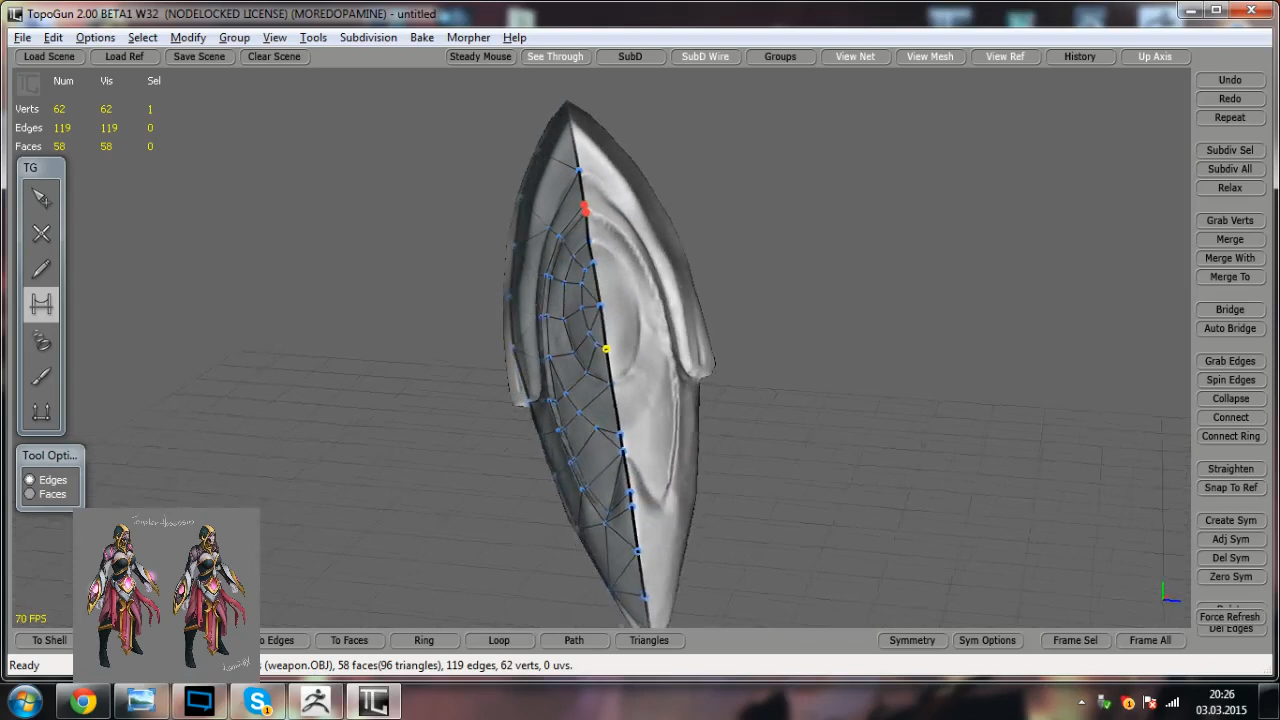 TopoGun 2.00 BETA1 W32 (NODELOCKED LICENSE) (MOREDOPAMINE) - untitled
File Edit Options Select Modify Group View Tools Subdivision Bake Morpher Help
Load Scene Load Ref Save Scene Clear Scene Steady Mouse See Through SubD SubD Wire Groups View Net View Mesh View Ref History Up Axis
Num Vis Sel
Verts 62 62 1
Edges 119 119 0
Faces 58 58 0
TG
Tool Opti...
Edges
Faces
Undo
Redo
Repeat
Subdiv Sel
Subdiv All
Relax
Grab Verts
Merge
Merge With
Merge To
Bridge
Auto Bridge
Grab Edges
Spin Edges
Collapse
Connect
Connect Ring
Straighten
Snap To Ref
Create Sym
Adj Sym
Del Sym
Zero Sym
Force Refresh
Del Edges
70 FPS
To Shell o Edges To Faces Ring Loop Path Triangles Symmetry Sym Options Frame Sel Frame All
Ready (weapon.OBJ), 58 faces(96 triangles), 119 edges, 62 verts, 0 uvs.
20:26
03.03.2015